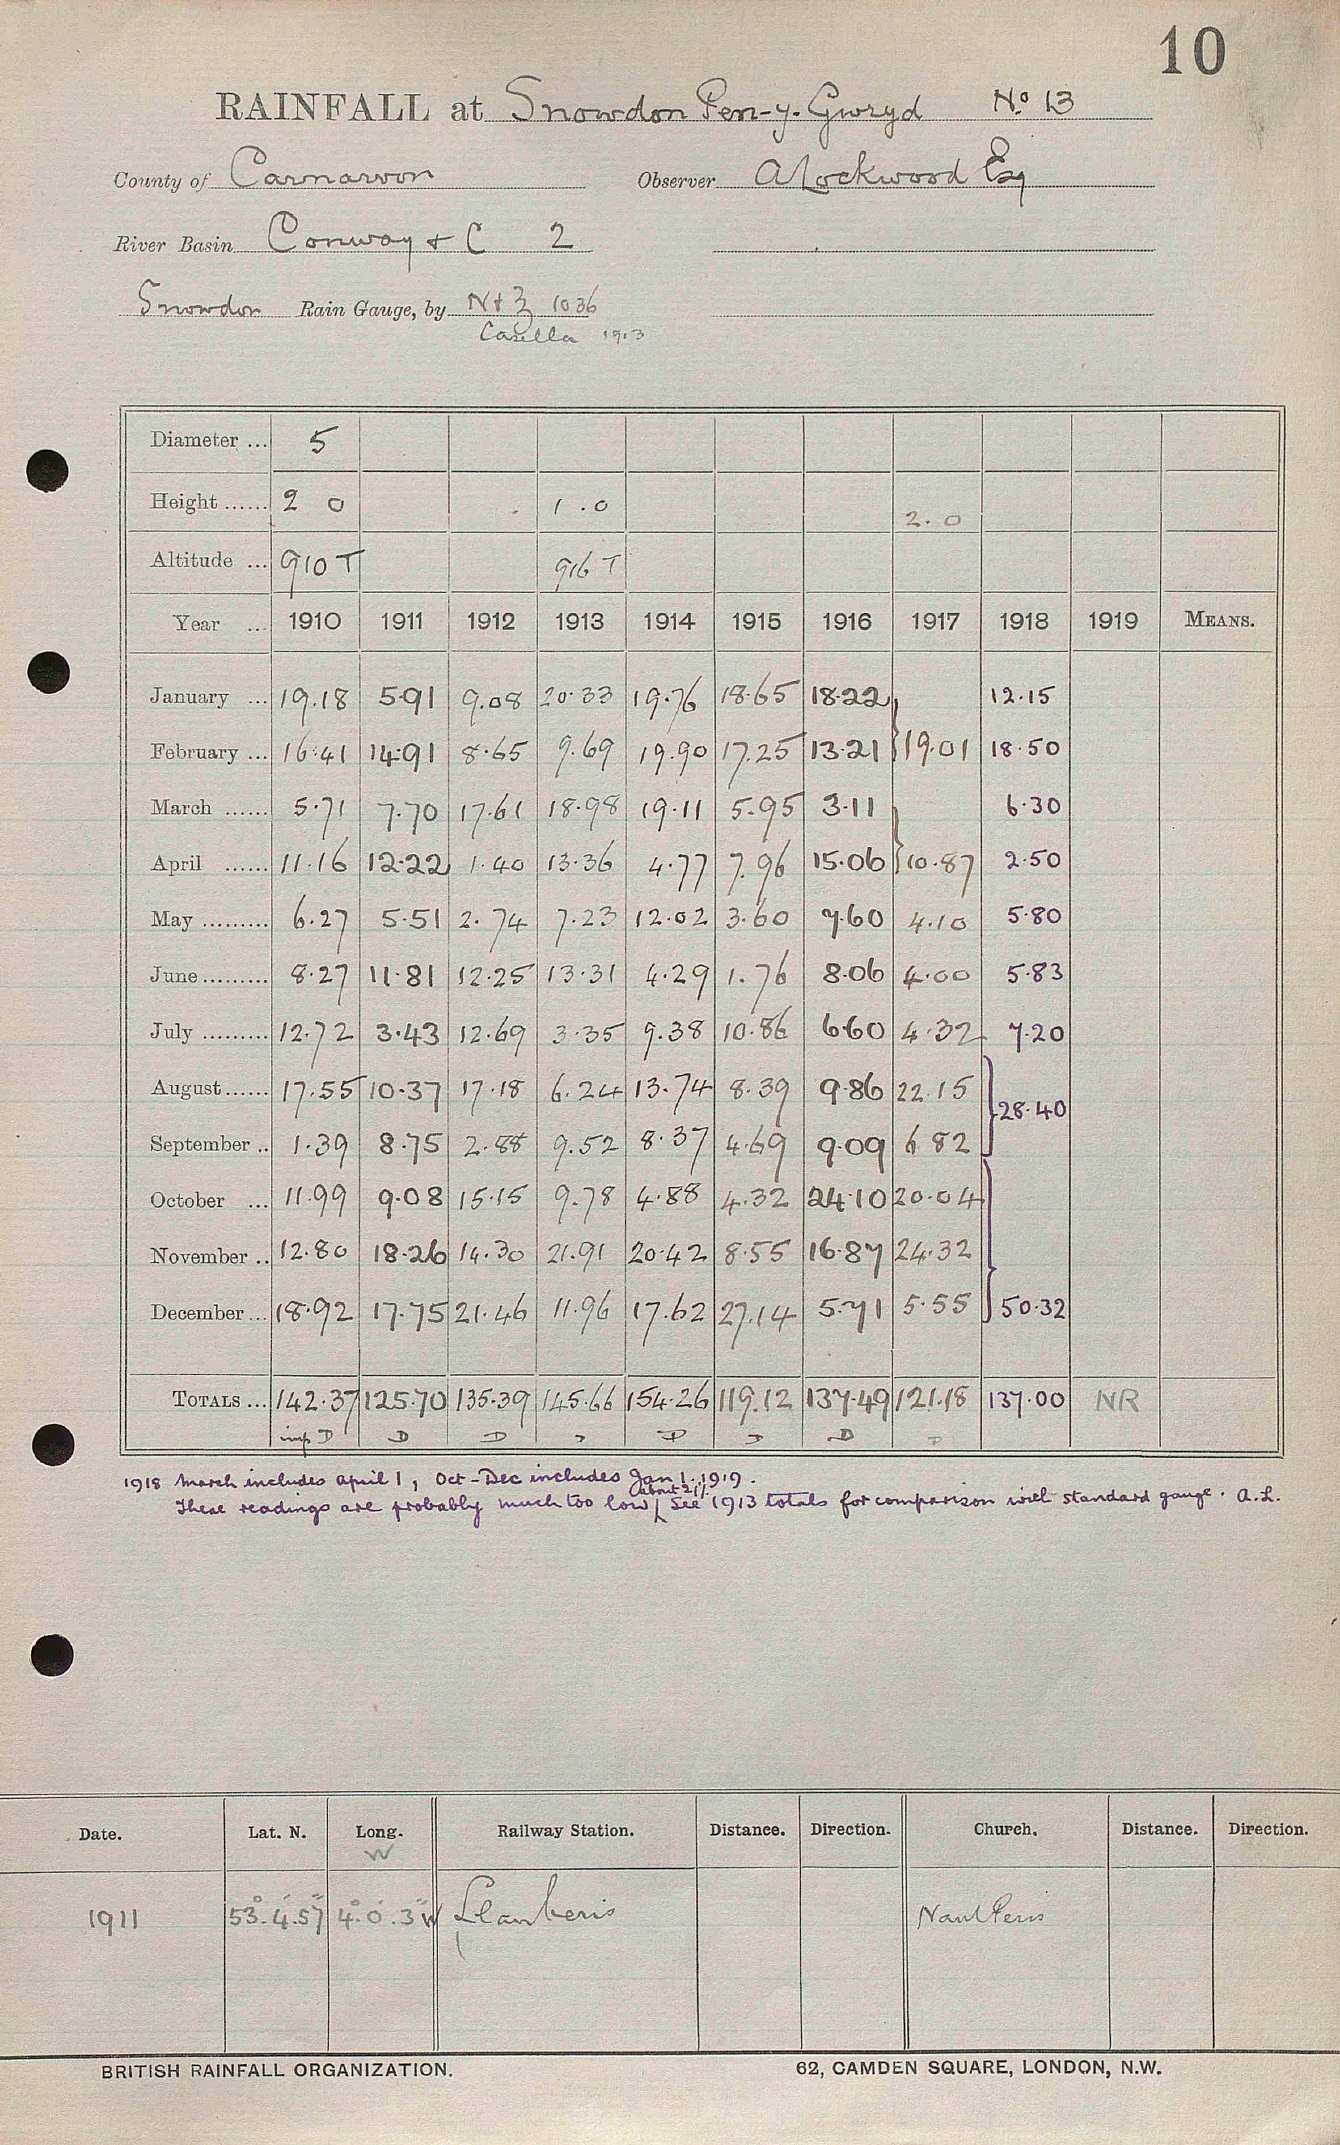 10
RAINFALL at Snowdon Pen-y-Gwryd No. 13
County of Carnarvon Observer A Lockwood Esq
River Basin Conway & C 2
Snowdon Rain Gauge, by N & Z 1036
Casella 1913
Diameter ... 5
Height ...... 2 0 1.0 2.0
Altitude ... 910 T 916 T
Year ... 1910 1911 1912 1913 1914 1915 1916 1917 1918 1919 MEANS.
January ... 19.18 5.91 9.08 20.33 19.76 18.65 18.22 12.15
February ... 16.41 14.91 8.65 9.69 19.90 17.25 13.21 19.01 18.50
March ...... 5.71 7.70 17.61 18.98 19.11 5.95 3.11 6.30
April ...... 11.16 12.22 1.40 13.36 4.77 7.96 15.06 10.87 2.50
May ......... 6.27 5.51 2.74 7.23 12.02 3.60 7.60 4.10 5.80
June ......... 8.27 11.81 12.25 13.31 4.29 1.76 8.06 4.00 5.83
July ......... 12.72 3.43 12.69 3.35 9.38 10.86 6.60 4.32 7.20
August ...... 17.55 10.37 17.18 6.24 13.74 8.39 9.86 22.15 28.40
September .. 1.39 8.75 2.88 9.52 8.37 4.69 9.09 6.82
October ... 11.99 9.08 15.15 9.78 4.88 4.32 24.10 20.04
November .. 12.80 18.26 14.30 21.91 20.42 8.55 16.87 24.32
December ... 18.92 17.75 21.46 11.96 17.62 27.14 5.71 5.55 50.32
TOTALS ... 142.37 125.70 135.39 145.66 154.26 119.12 137.49 121.18 137.00 NR
imp D D D D D D D D
1918 March includes April 1, Oct-Dec includes Jan 1. 1919.
about 21%
These readings are probably much too low See 1913 totals for comparison with standard gauge. A.L.
Date. Lat. N. Long. Railway Station. Distance. Direction. Church. Distance. Direction.
W
1911 53° 4' 57" 4° 0' 3" W Llanberis Nant Peris
BRITISH RAINFALL ORGANIZATION. 62, CAMDEN SQUARE, LONDON, N.W.